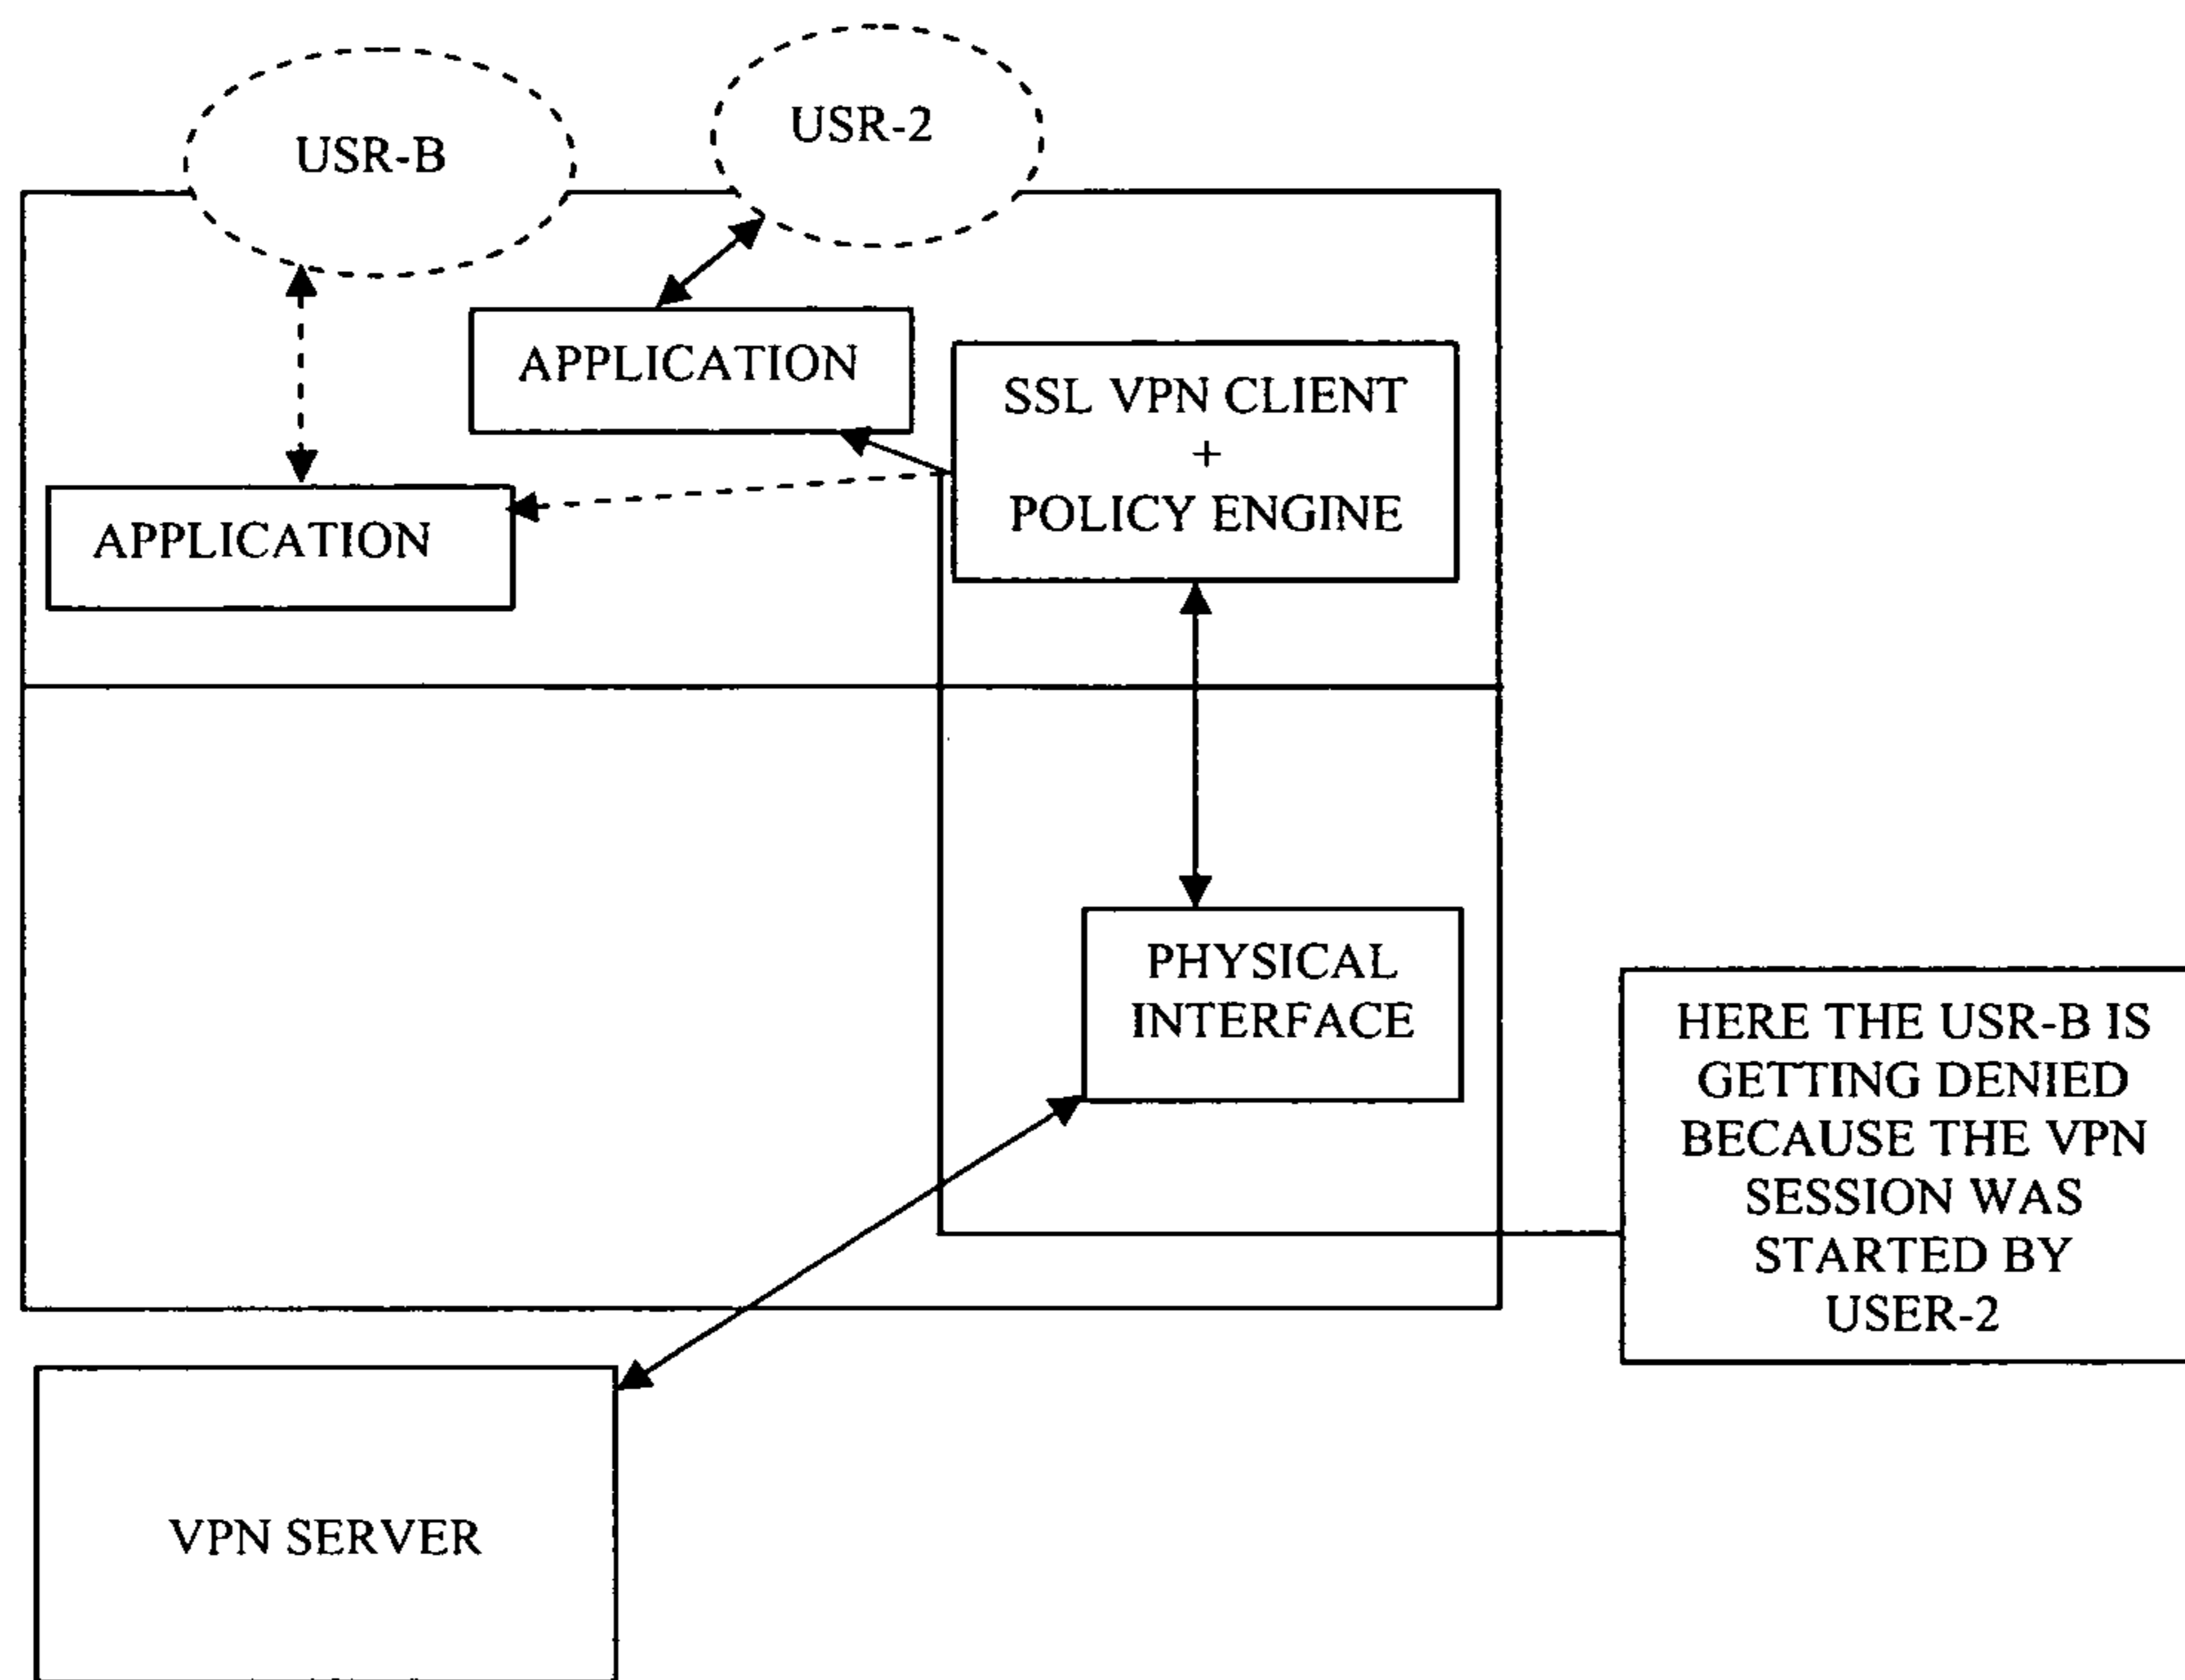 USR-B
USR-2
APPLICATION
SSL VPN CLIENT
+
POLICY ENGINE
APPLICATION
PHYSICAL
INTERFACE
HERE THE USR-B IS
GETTING DENIED
BECAUSE THE VPN
SESSION WAS
STARTED BY
USER-2
VPN SERVER